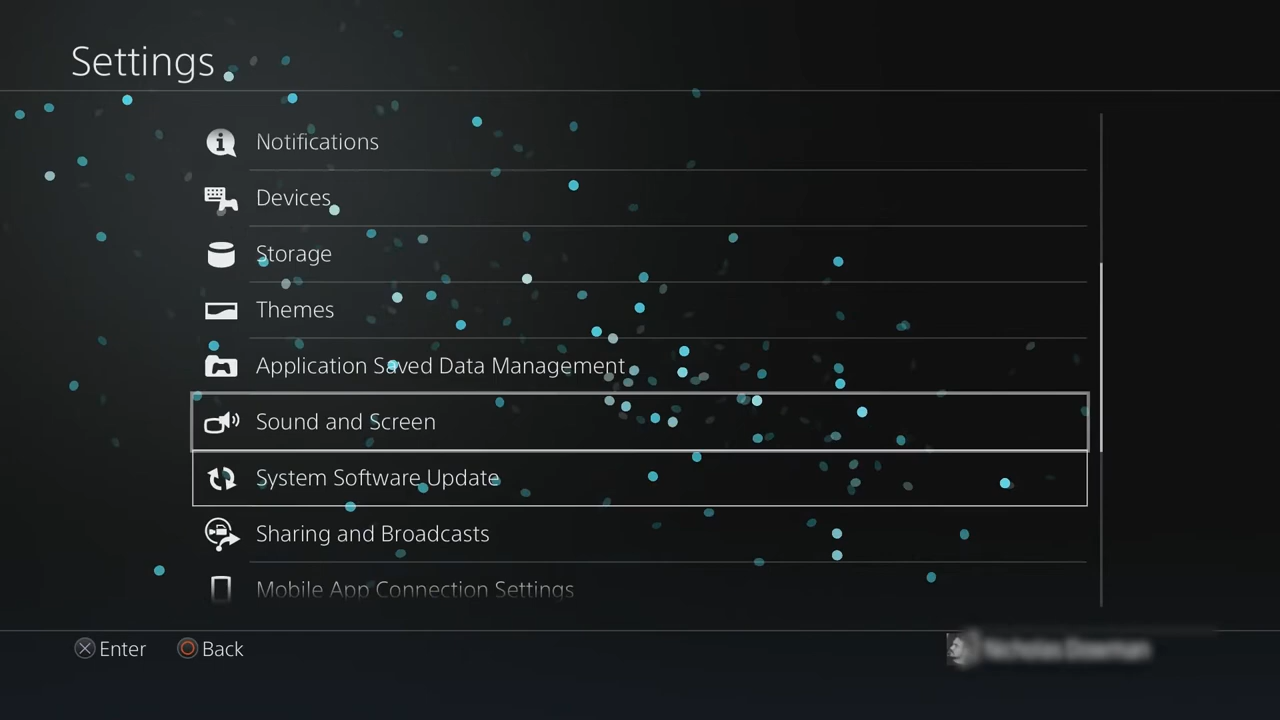 Settings
Notifications
Devices
Storage
Themes
Application Saved Data Management
Sound and Screen
System Software Update
Sharing and Broadcasts
Mobile App Connection Settings
Enter Back